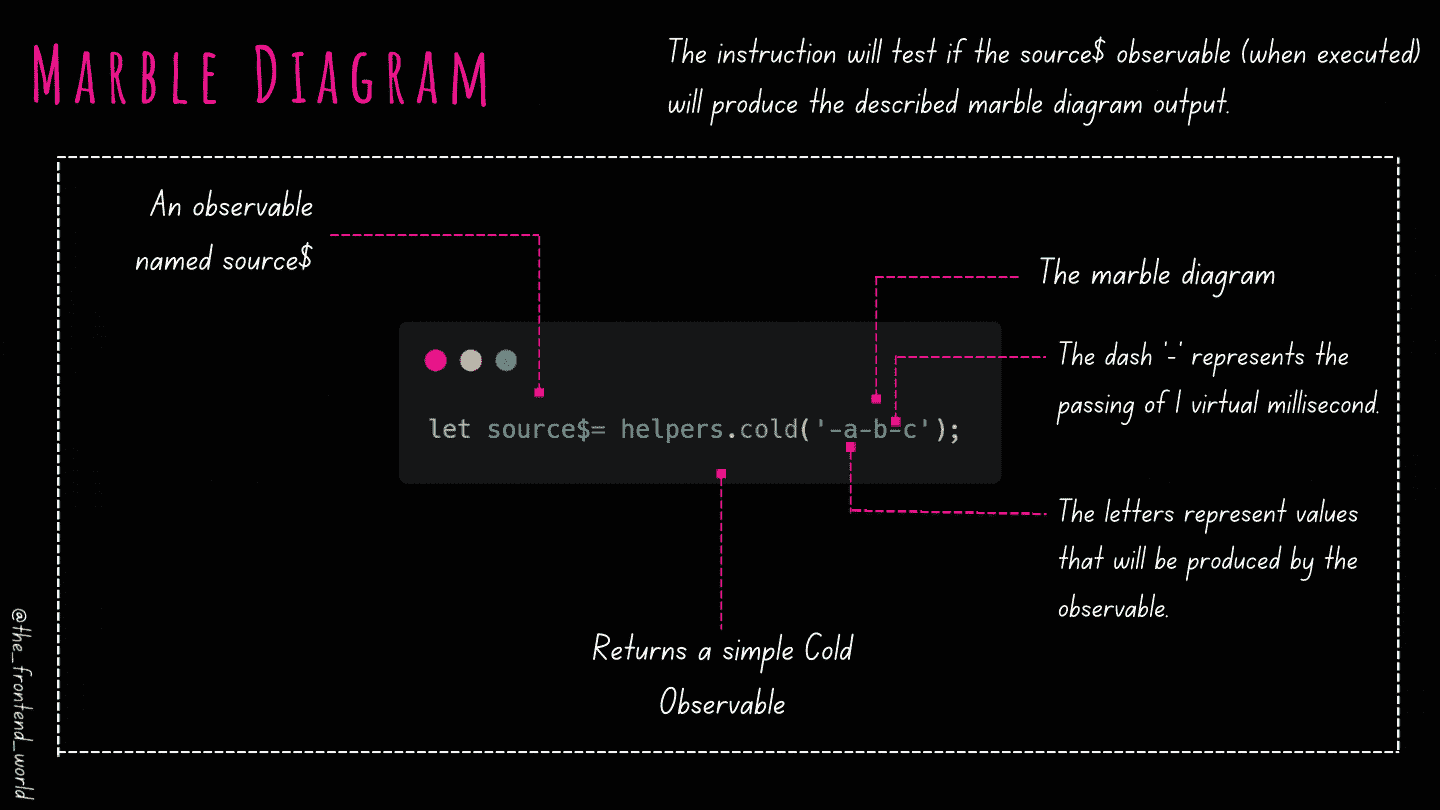 MARBLE DIAGRAM
The instruction will test if the source$ observable (when executed)
will produce the described marble diagram output.
An observable
named source$
The marble diagram
The dash '-' represents the
passing of 1 virtual millisecond.
let source$= helpers.cold('-a-b-c');
The letters represent values
that will be produced by the
observable.
Returns a simple Cold
Observable
@the_frontend_world